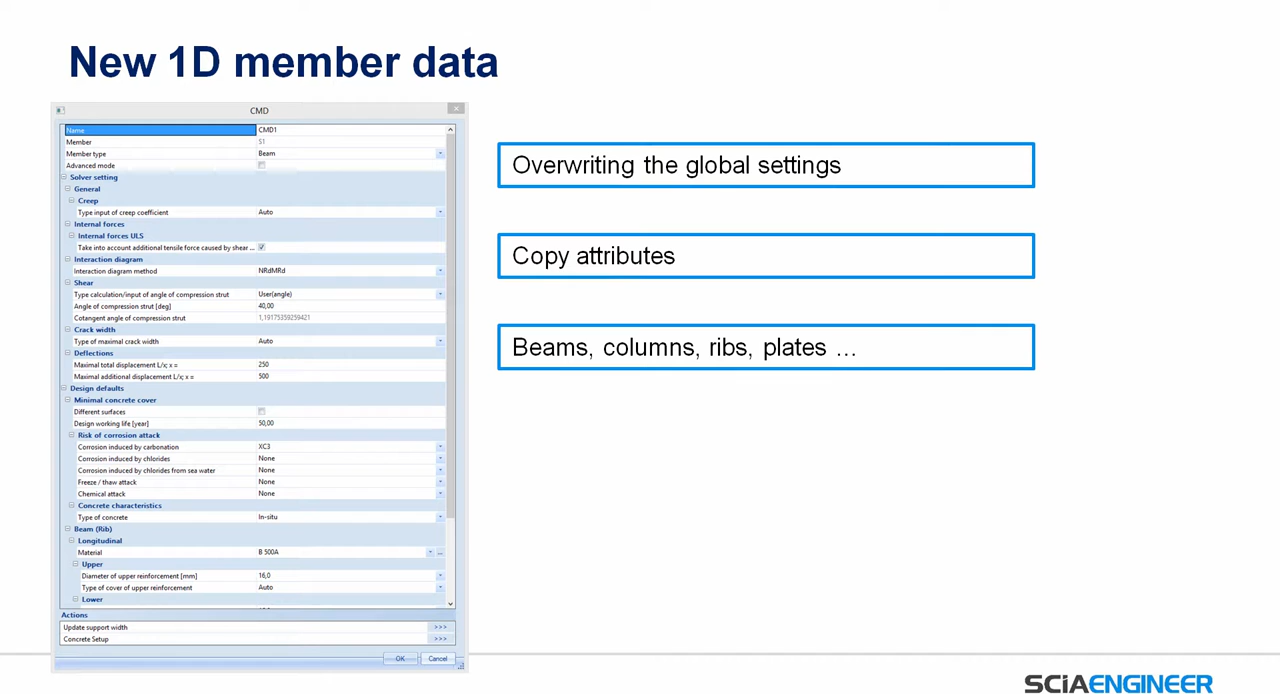 New 1D member data
CMD
Name CMD1
Member S1
Member type Beam
Advanced mode
Solver setting
General
Creep
Type input of creep coefficient Auto
Internal forces
Internal forces ULS
Take into account additional tensile force caused by shear ...
Interaction diagram
Interaction diagram method NRdMRd
Shear
Type calculation/input of angle of compression strut User(angle)
Angle of compression strut [deg] 40,00
Cotangent angle of compression strut 1,19175359259421
Crack width
Type of maximal crack width Auto
Deflections
Maximal total displacement L/x; x = 250
Maximal additional displacement L/x; x = 500
Design defaults
Minimal concrete cover
Different surfaces
Design working life [year] 50,00
Risk of corrosion attack
Corrosion induced by carbonation XC3
Corrosion induced by chlorides None
Corrosion induced by chlorides from sea water None
Freeze / thaw attack None
Chemical attack None
Concrete characteristics
Type of concrete In-situ
Beam (Rib)
Longitudinal
Material B 500A
Upper
Diameter of upper reinforcement [mm] 16,0
Type of cover of upper reinforcement Auto
Lower
Actions
Update support width >>>
Concrete Setup >>>
OK Cancel
Overwriting the global settings
Copy attributes
Beams, columns, ribs, plates ...
SCiAENGINEER